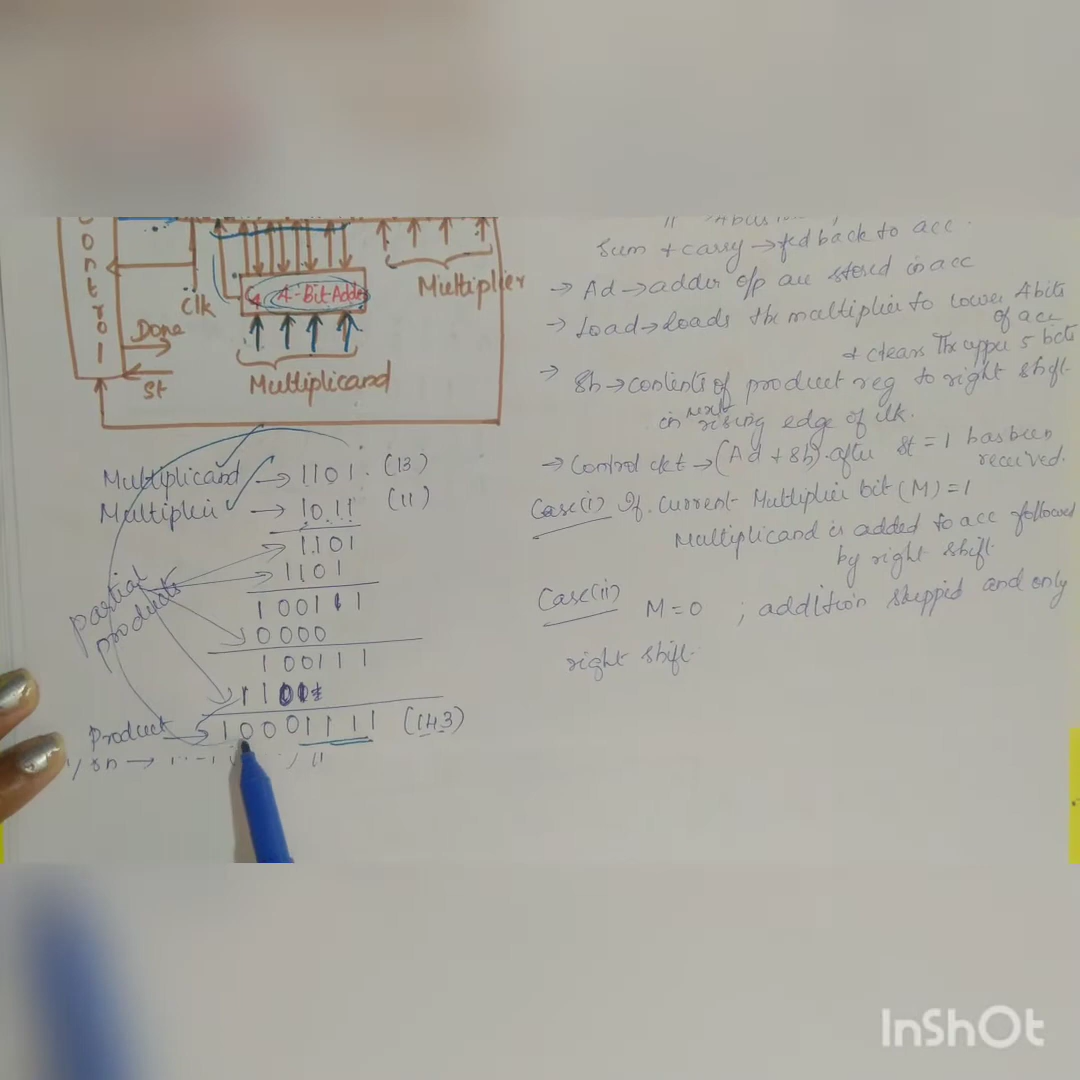 ontrol
Clk
Done
St
C4 4-Bit-Adder
Multiplier
Multiplicand
Multiplicand → 1101 (13)
Multiplier → 1011 (11)
1101
1101
partial products
100111
0000
100111
1101
Product → 10001111 (143)
Sum + carry → fed back to acc.
→ Ad → adder o/p are stored in acc
→ Load → loads the multiplier to lower 4 bits
of acc
& clears the upper 5 bits
→ Sh → contents of product reg to right shift
in next rising edge of clk.
→ Control ckt → (Ad + Sh) after St = 1 has been
received.
Case(i) If current Multiplier bit (M) = 1
Multiplicand is added to acc followed
by right shift
Case(ii) M = 0 ; addition skipped and only
right shift.
InShOt